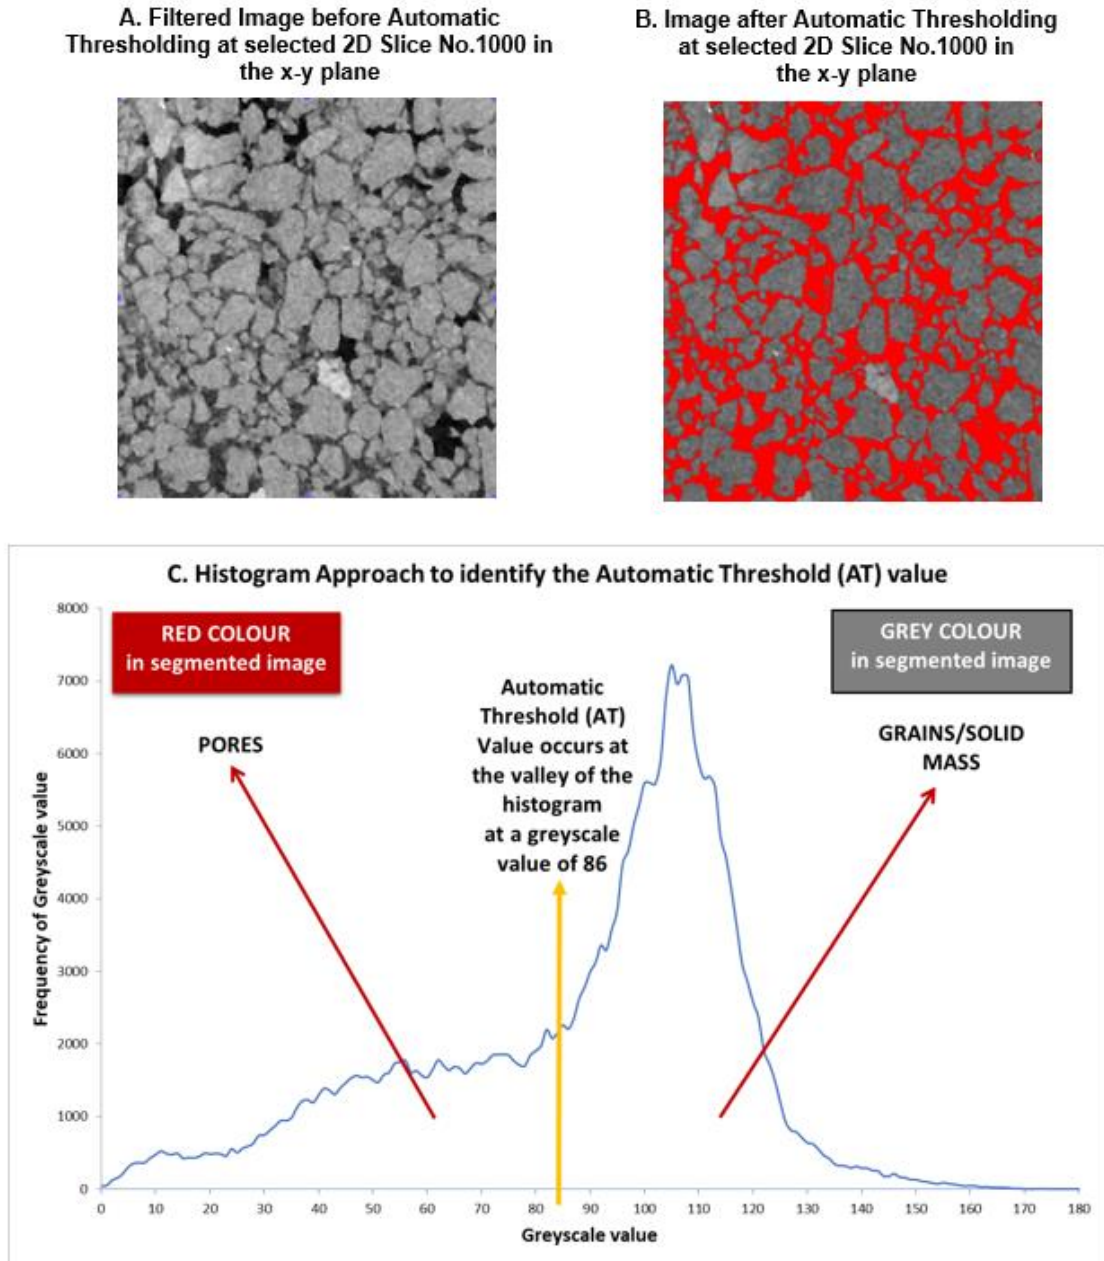 A. Filtered Image before Automatic
Thresholding at selected 2D Slice No.1000 in
the x-y plane
B. Image after Automatic Thresholding
at selected 2D Slice No.1000 in
the x-y plane
C. Histogram Approach to identify the Automatic Threshold (AT) value
RED COLOUR
in segmented image
GREY COLOUR
in segmented image
PORES
Automatic
Threshold (AT)
Value occurs at
the valley of the
histogram
at a greyscale
value of 86
GRAINS/SOLID
MASS
Frequency of Greyscale value
8000
7000
6000
5000
4000
3000
2000
1000
0
0 10 20 30 40 50 60 70 80 90 100 110 120 130 140 150 160 170 180
Greyscale value